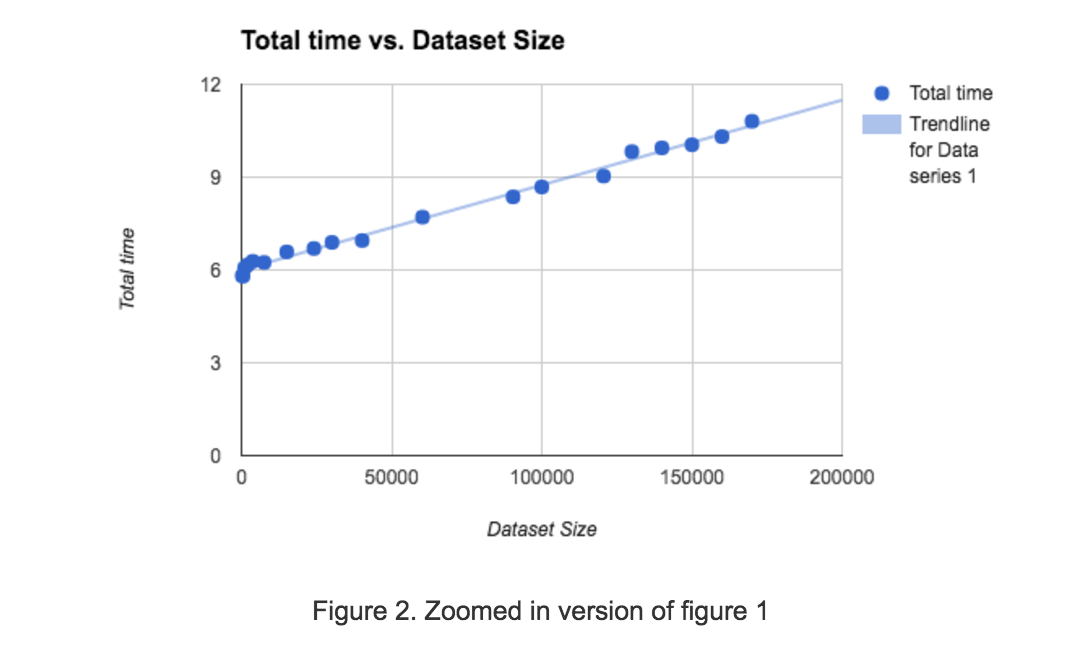 Total time vs. Dataset Size
12
9
6
3
0
Total time
0
50000
100000
150000
200000
Dataset Size
Total time
Trendline
for Data
series 1
Figure 2. Zoomed in version of figure 1